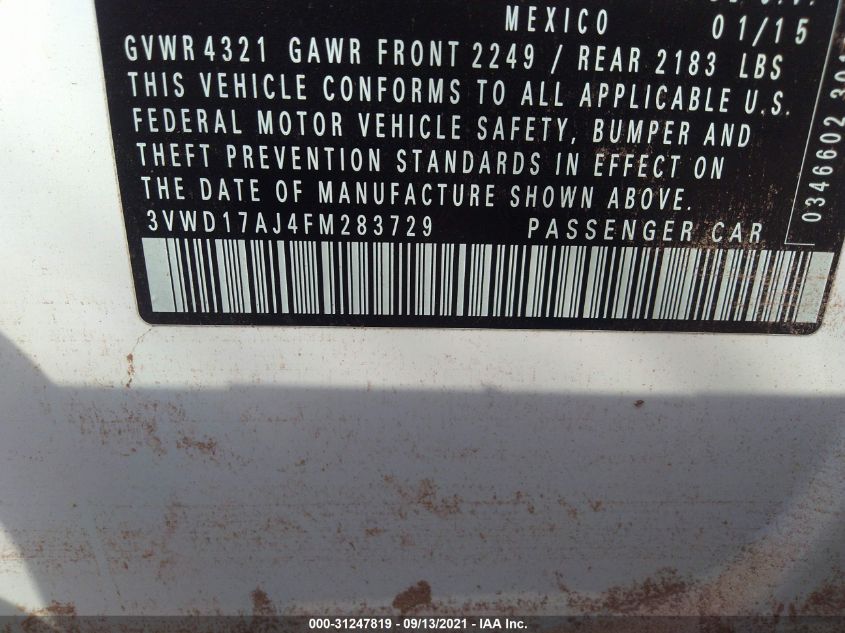 MEXICO 01/15
GVWR 4321 GAWR FRONT 2249 / REAR 2183 LBS
THIS VEHICLE CONFORMS TO ALL APPLICABLE U.S.
FEDERAL MOTOR VEHICLE SAFETY, BUMPER AND
THEFT PREVENTION STANDARDS IN EFFECT ON
THE DATE OF MANUFACTURE SHOWN ABOVE.
3VWD17AJ4FM283729 PASSENGER CAR
0346602
000-31247819 - 09/13/2021 - IAA Inc.